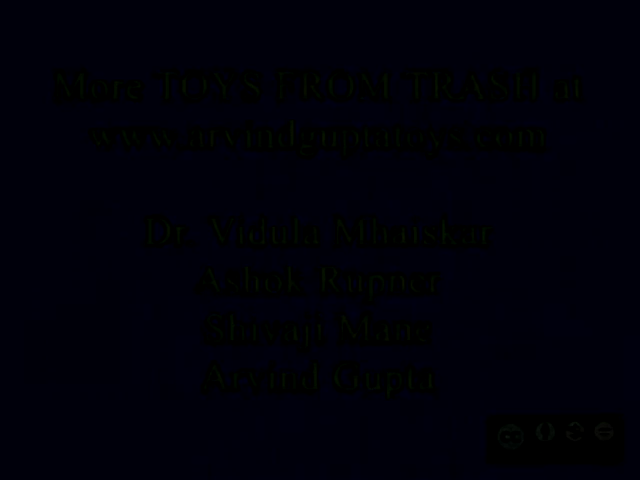 More TOYS FROM TRASH at
www.arvindguptatoys.com
Dr. Vidula Mhaiskar
Ashok Rupner
Shivaji Mane
Arvind Gupta